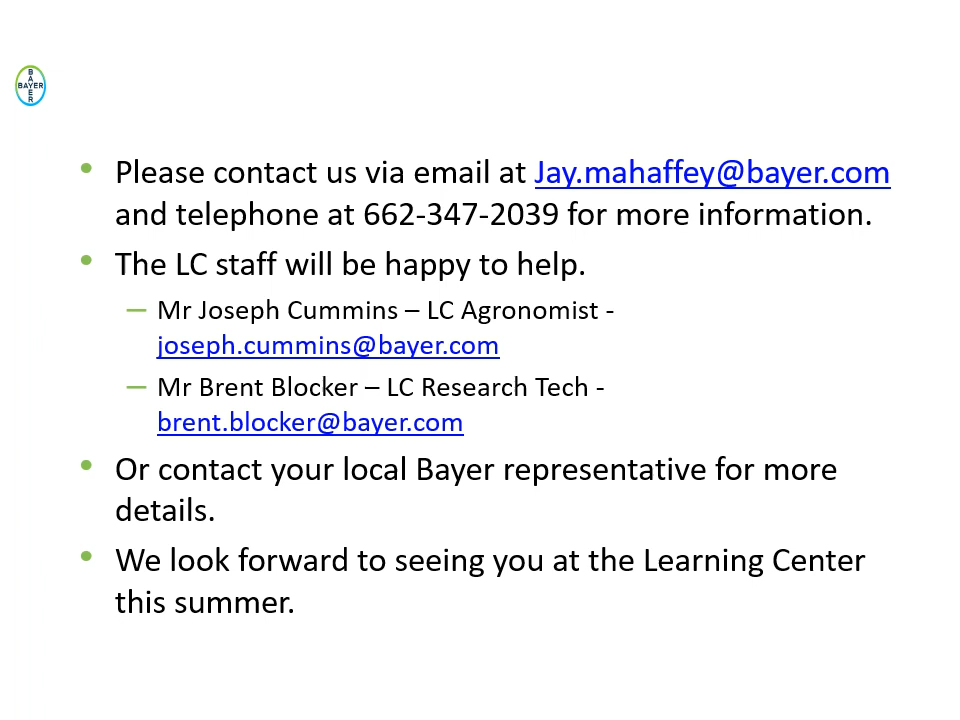 BAYER
BAYER
• Please contact us via email at Jay.mahaffey@bayer.com
and telephone at 662-347-2039 for more information.
• The LC staff will be happy to help.
– Mr Joseph Cummins – LC Agronomist -
joseph.cummins@bayer.com
– Mr Brent Blocker – LC Research Tech -
brent.blocker@bayer.com
• Or contact your local Bayer representative for more
details.
• We look forward to seeing you at the Learning Center
this summer.